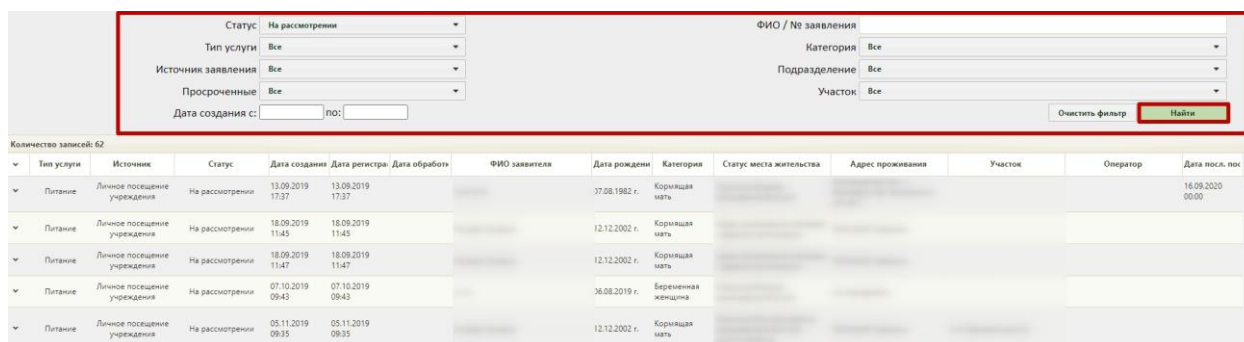 Статус На рассмотрении ФИО / № заявления
Тип услуги Все Категория Все
Источник заявления Все Подразделение Все
Просроченные Все Участок Все
Дата создания с: по: Очистить фильтр Найти
Количество записей: 62
Тип услуги Источник Статус Дата создания Дата регистра Дата обработ ФИО заявителя Дата рождени Категория Статус места жительства Адрес проживания Участок Оператор Дата посл. пос
Питание Личное посещение учреждения На рассмотрении 13.09.2019 17:37 13.09.2019 17:37 07.08.1982 г. Кормящая мать 16.09.2020 00:00
Питание Личное посещение учреждения На рассмотрении 18.09.2019 11:45 18.09.2019 11:45 12.12.2002 г. Кормящая мать
Питание Личное посещение учреждения На рассмотрении 18.09.2019 11:47 18.09.2019 11:47 12.12.2002 г. Кормящая мать
Питание Личное посещение учреждения На рассмотрении 07.10.2019 09:43 07.10.2019 09:43 06.08.2019 г. Беременная женщина
Питание Личное посещение учреждения На рассмотрении 05.11.2019 09:35 05.11.2019 09:35 12.12.2002 г. Кормящая мать